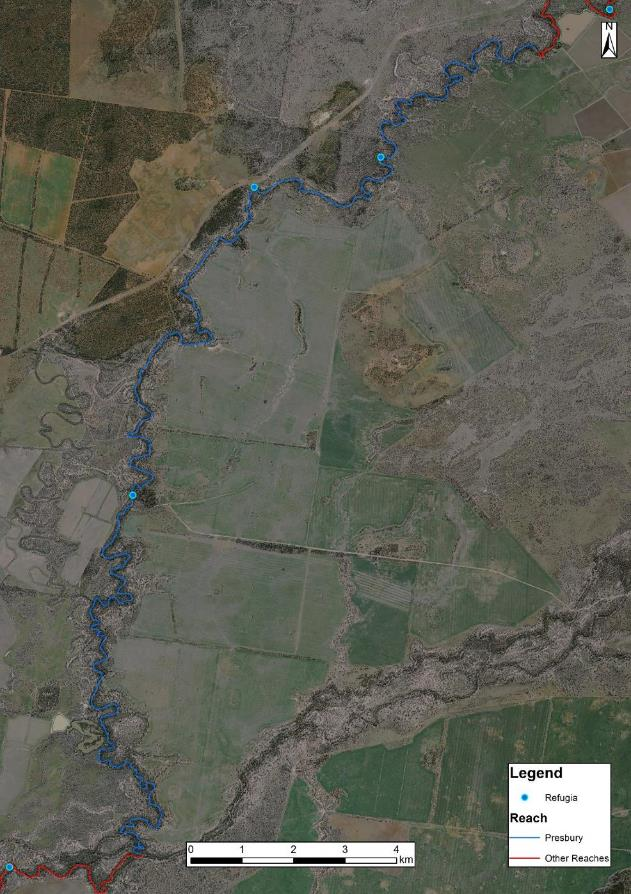 N
Legend
Refugia
Reach
Presbury
Other Reaches
0 1 2 3 4
km